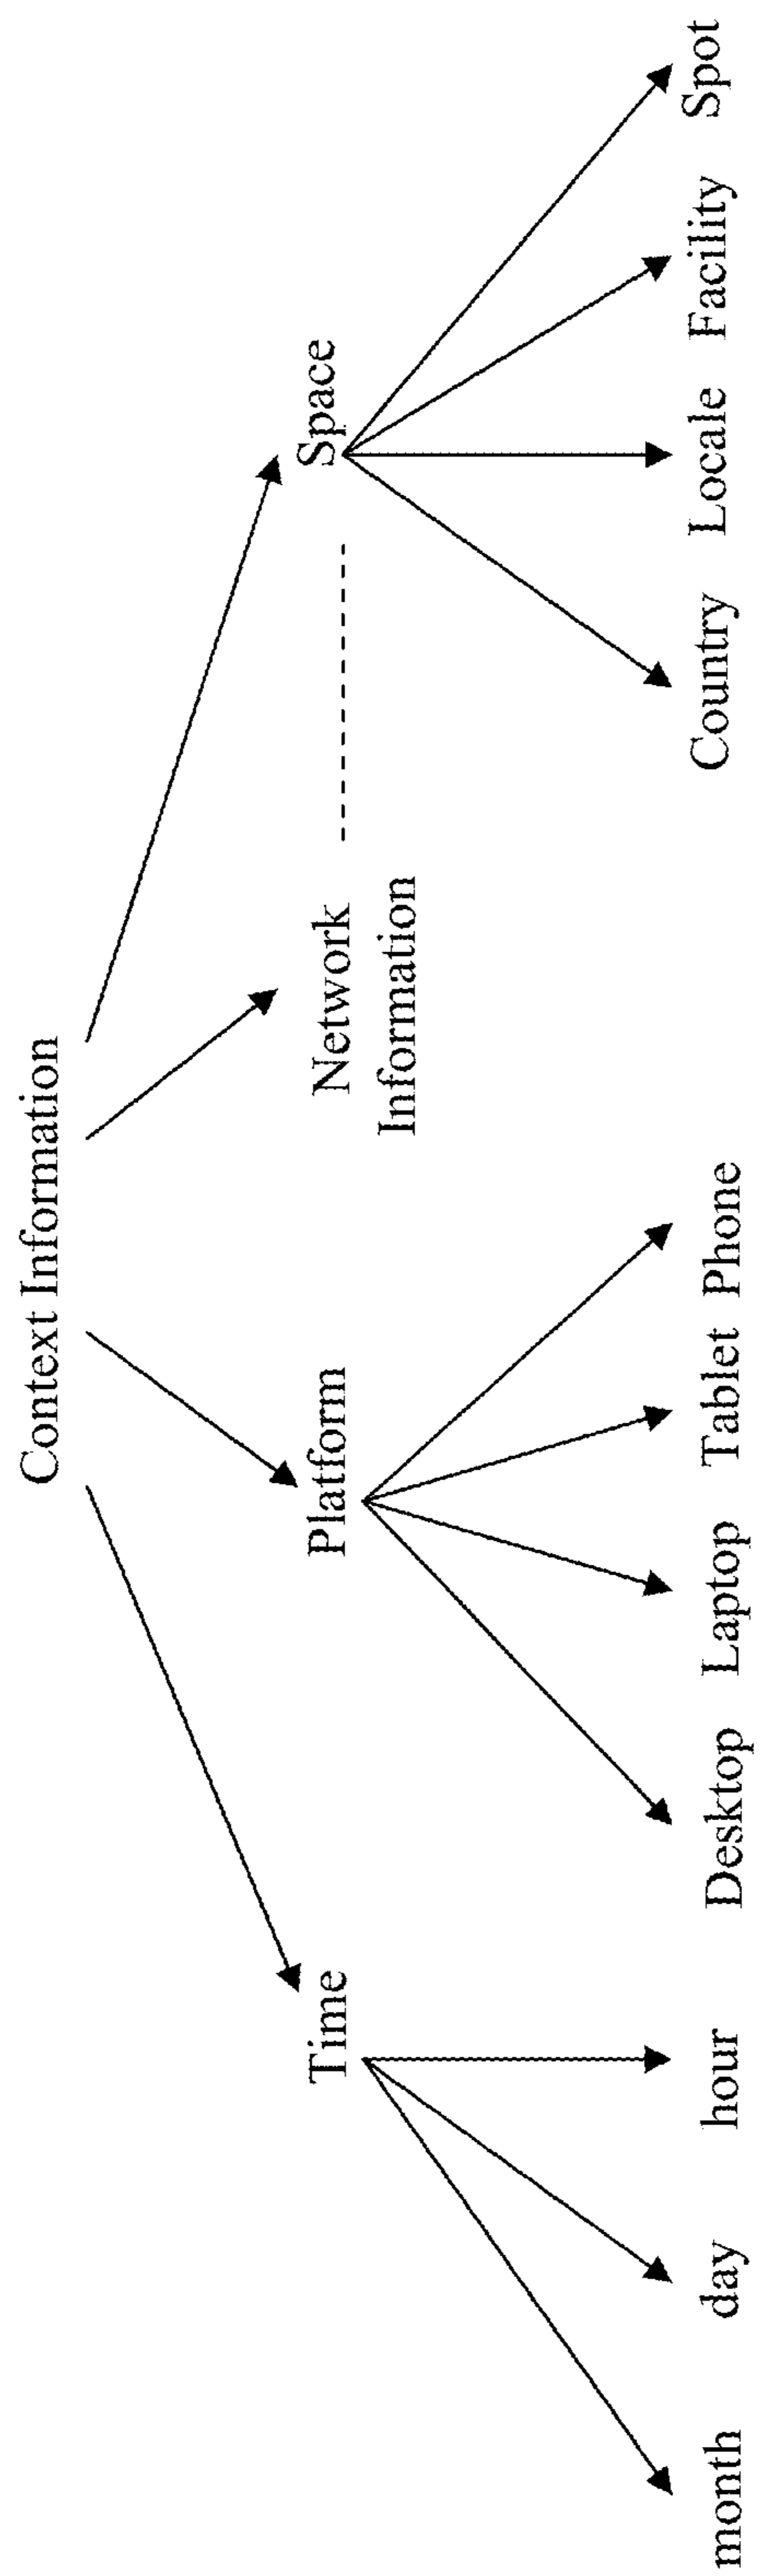 Context Information
Time
Platform
Network
Information
Space
month
day
hour
Desktop
Laptop
Tablet
Phone
Country
Locale
Facility
Spot